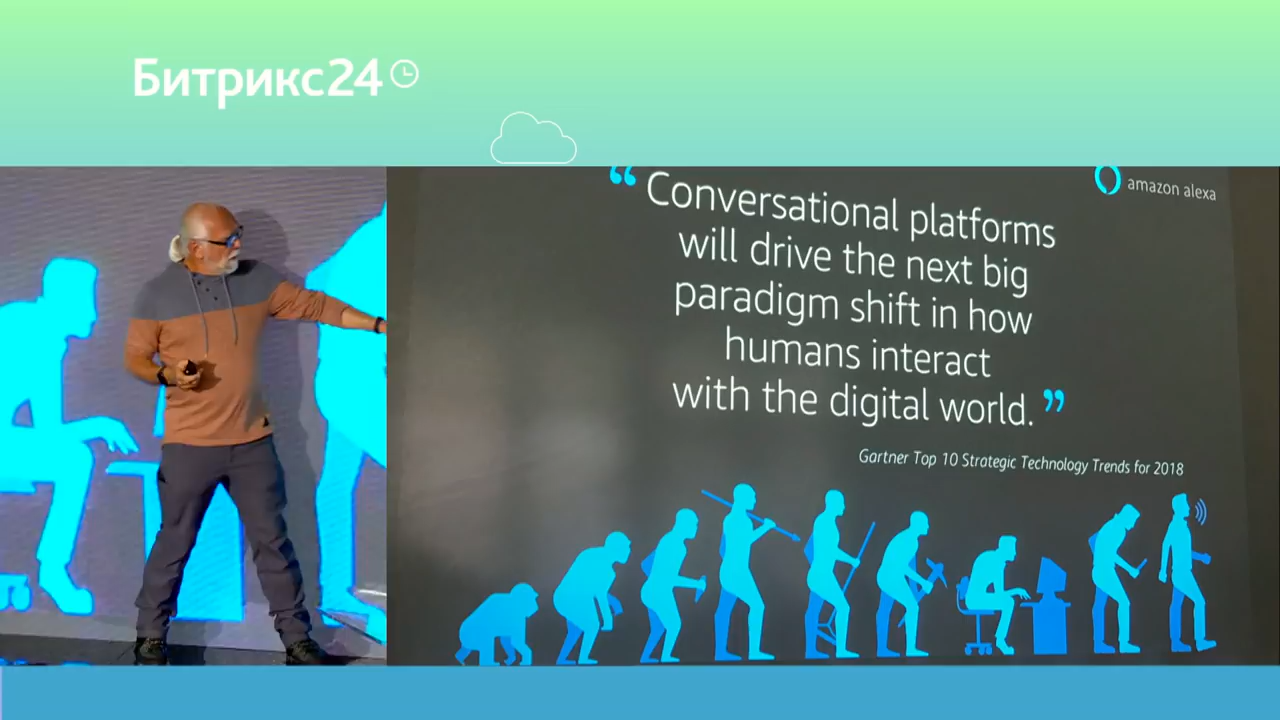 Битрикс24
amazon alexa
“Conversational platforms
will drive the next big
paradigm shift in how
humans interact
with the digital world.”
Gartner Top 10 Strategic Technology Trends for 2018